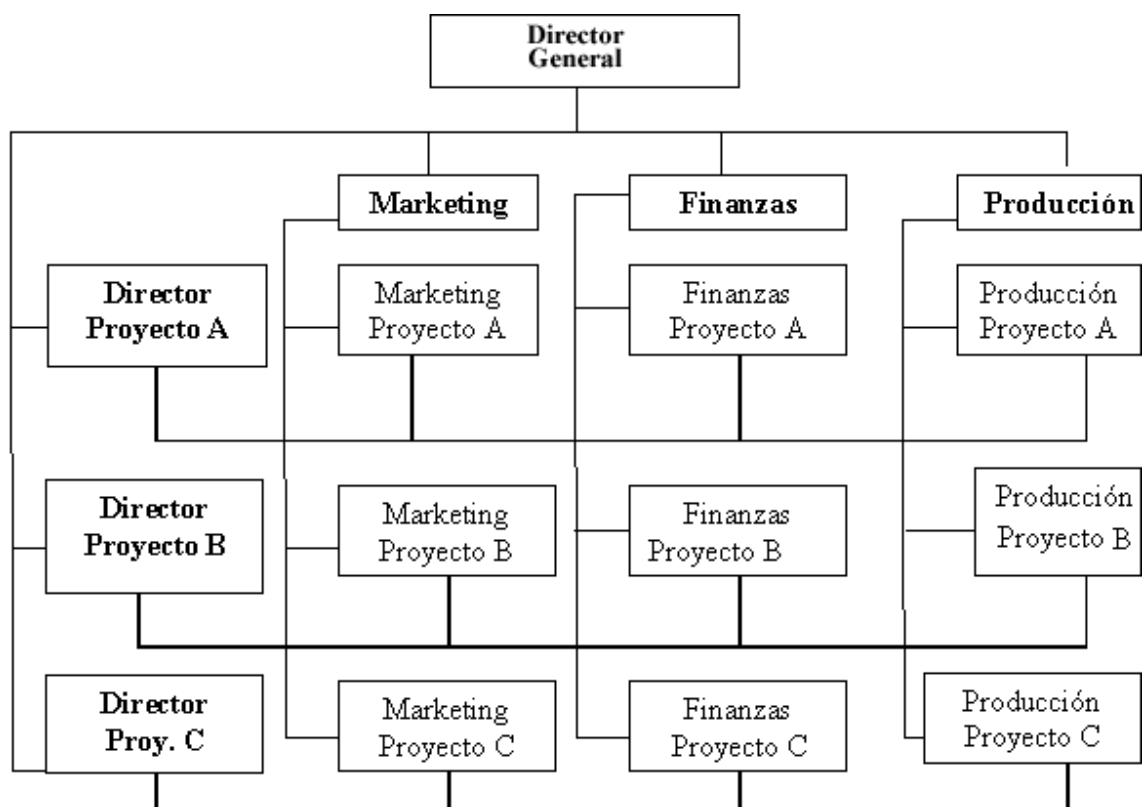 Director
General
Marketing
Finanzas
Producción
Director
Proyecto A
Marketing
Proyecto A
Finanzas
Proyecto A
Producción
Proyecto A
Director
Proyecto B
Marketing
Proyecto B
Finanzas
Proyecto B
Producción
Proyecto B
Director
Proy. C
Marketing
Proyecto C
Finanzas
Proyecto C
Producción
Proyecto C